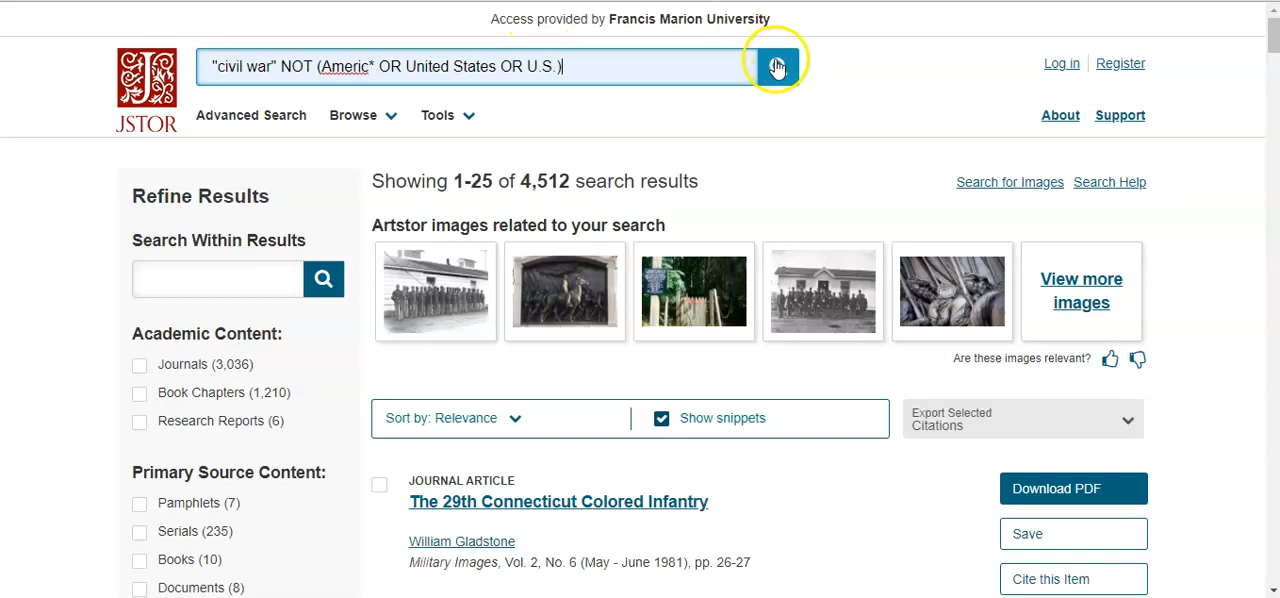 Access provided by Francis Marion University
"civil war" NOT (Americ* OR United States OR U.S.)
Log in
Register
JSTOR
Advanced Search
Browse
Tools
About
Support
Refine Results
Showing 1-25 of 4,512 search results
Search for Images
Search Help
Artstor images related to your search
Search Within Results
View more
images
Academic Content:
Are these images relevant?
Journals (3,036)
Book Chapters (1,210)
Research Reports (6)
Sort by: Relevance
Show snippets
Export Selected
Citations
Primary Source Content:
Pamphlets (7)
Serials (235)
Books (10)
Documents (8)
JOURNAL ARTICLE
The 29th Connecticut Colored Infantry
William Gladstone
Military Images, Vol. 2, No. 6 (May - June 1981), pp. 26-27
Download PDF
Save
Cite this Item